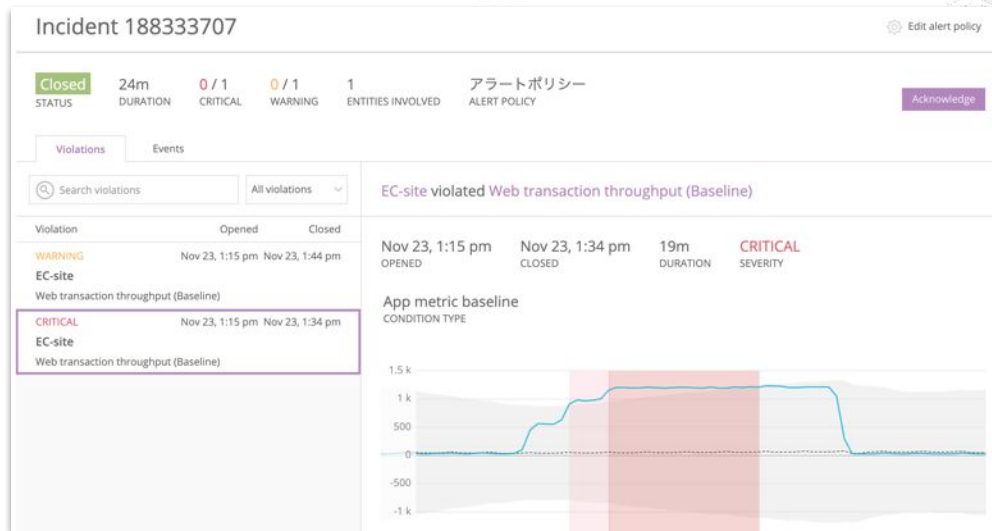 Incident 188333707
Edit alert policy
Closed
STATUS
24m
DURATION
0 / 1
CRITICAL
0 / 1
WARNING
1
ENTITIES INVOLVED
アラートポリシー
ALERT POLICY
Acknowledge
Violations
Events
Search violations
All violations
Violation Opened Closed
WARNING Nov 23, 1:15 pm Nov 23, 1:44 pm
EC-site
Web transaction throughput (Baseline)
CRITICAL Nov 23, 1:15 pm Nov 23, 1:34 pm
EC-site
Web transaction throughput (Baseline)
EC-site violated Web transaction throughput (Baseline)
Nov 23, 1:15 pm
OPENED
Nov 23, 1:34 pm
CLOSED
19m
DURATION
CRITICAL
SEVERITY
App metric baseline
CONDITION TYPE
1.5 k
1 k
500
0
-500
-1 k